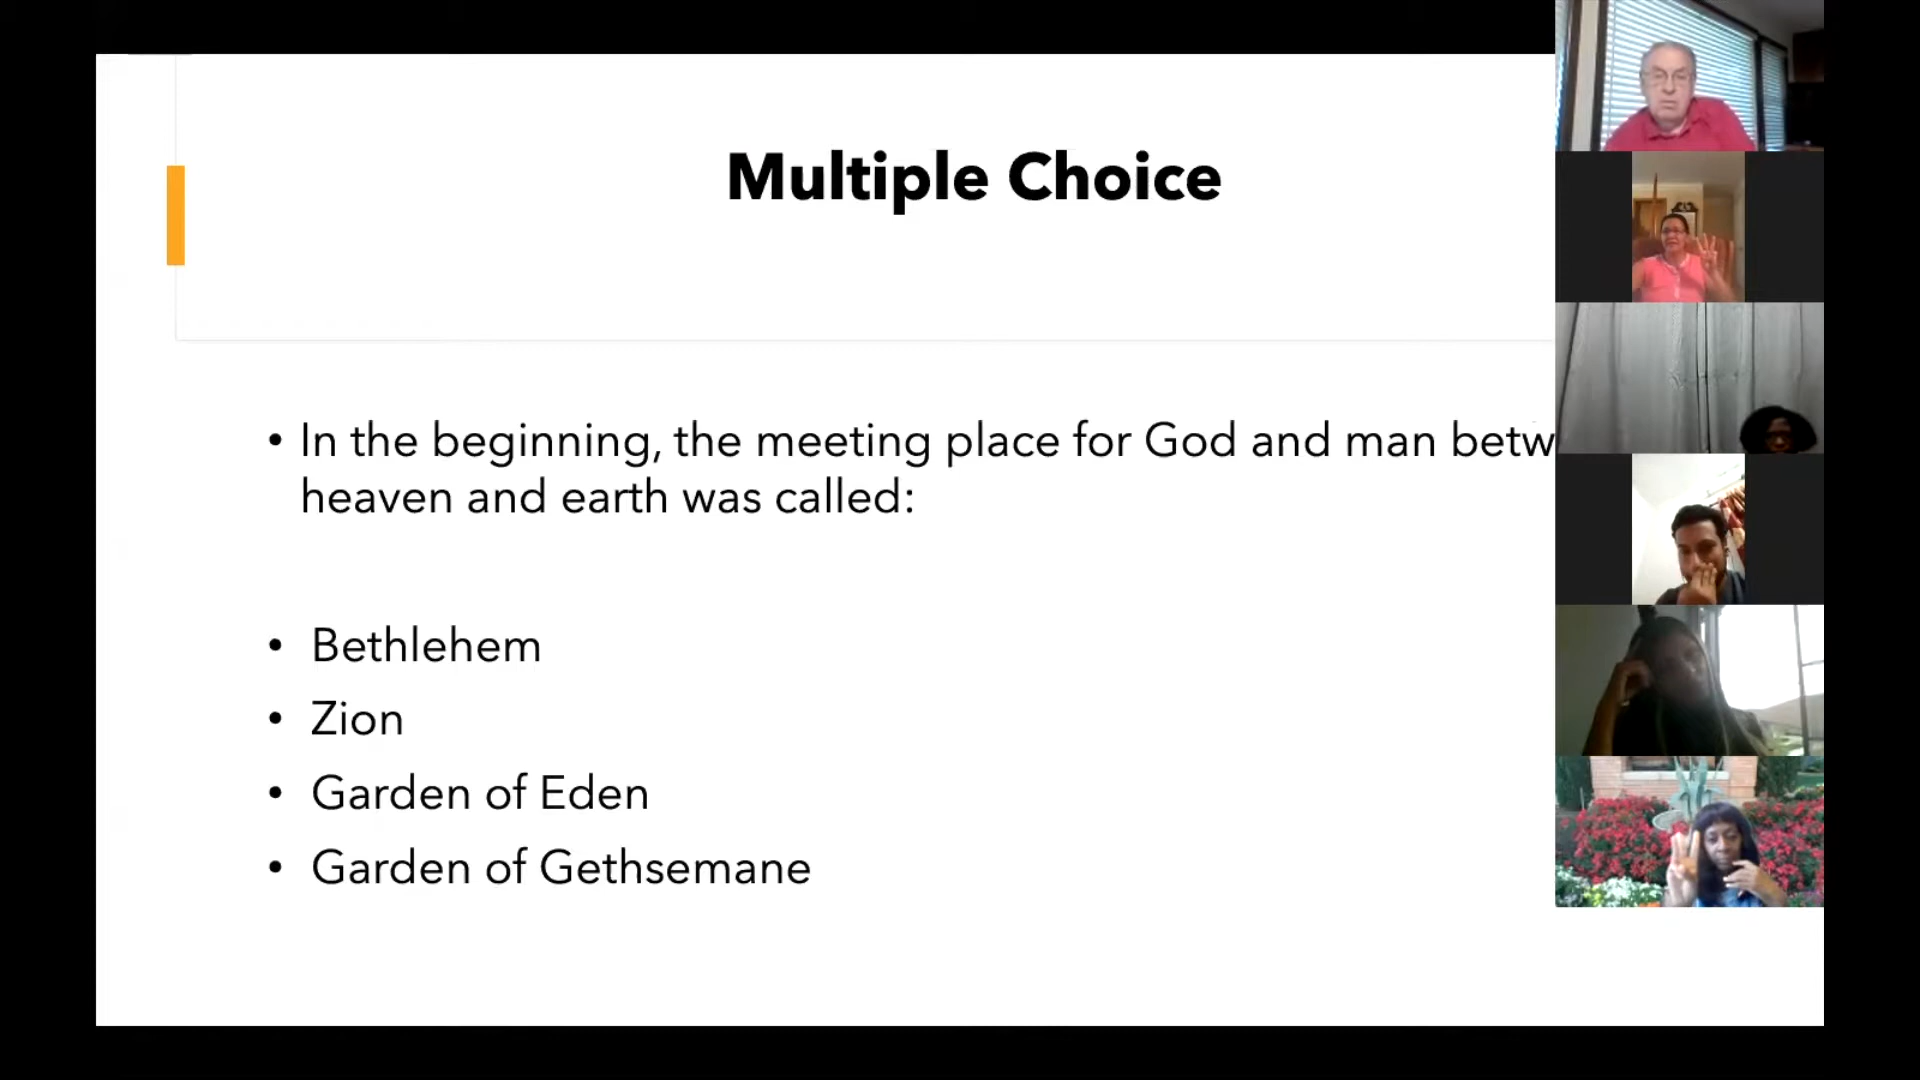 Multiple Choice
• In the beginning, the meeting place for God and man betw
heaven and earth was called:
• Bethlehem
• Zion
• Garden of Eden
• Garden of Gethsemane